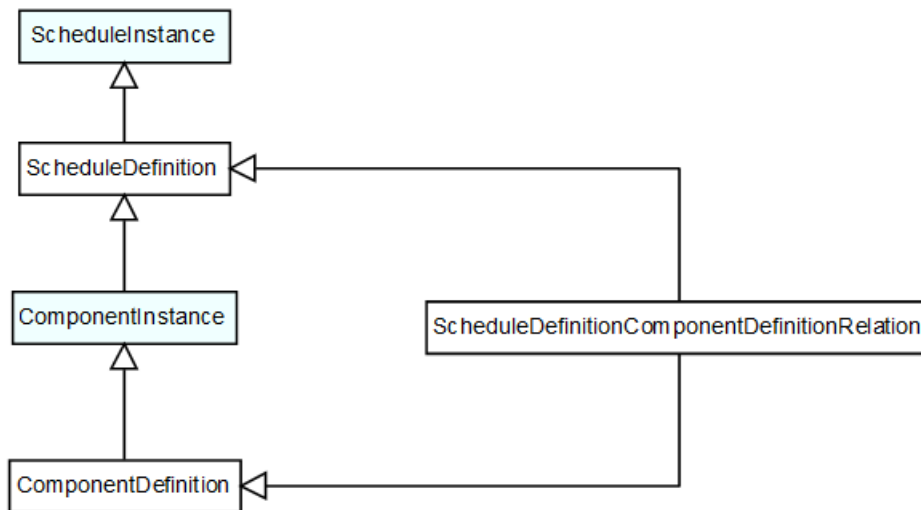 ScheduleInstance
ScheduleDefinition
ComponentInstance
ScheduleDefinitionComponentDefinitionRelation
ComponentDefinition